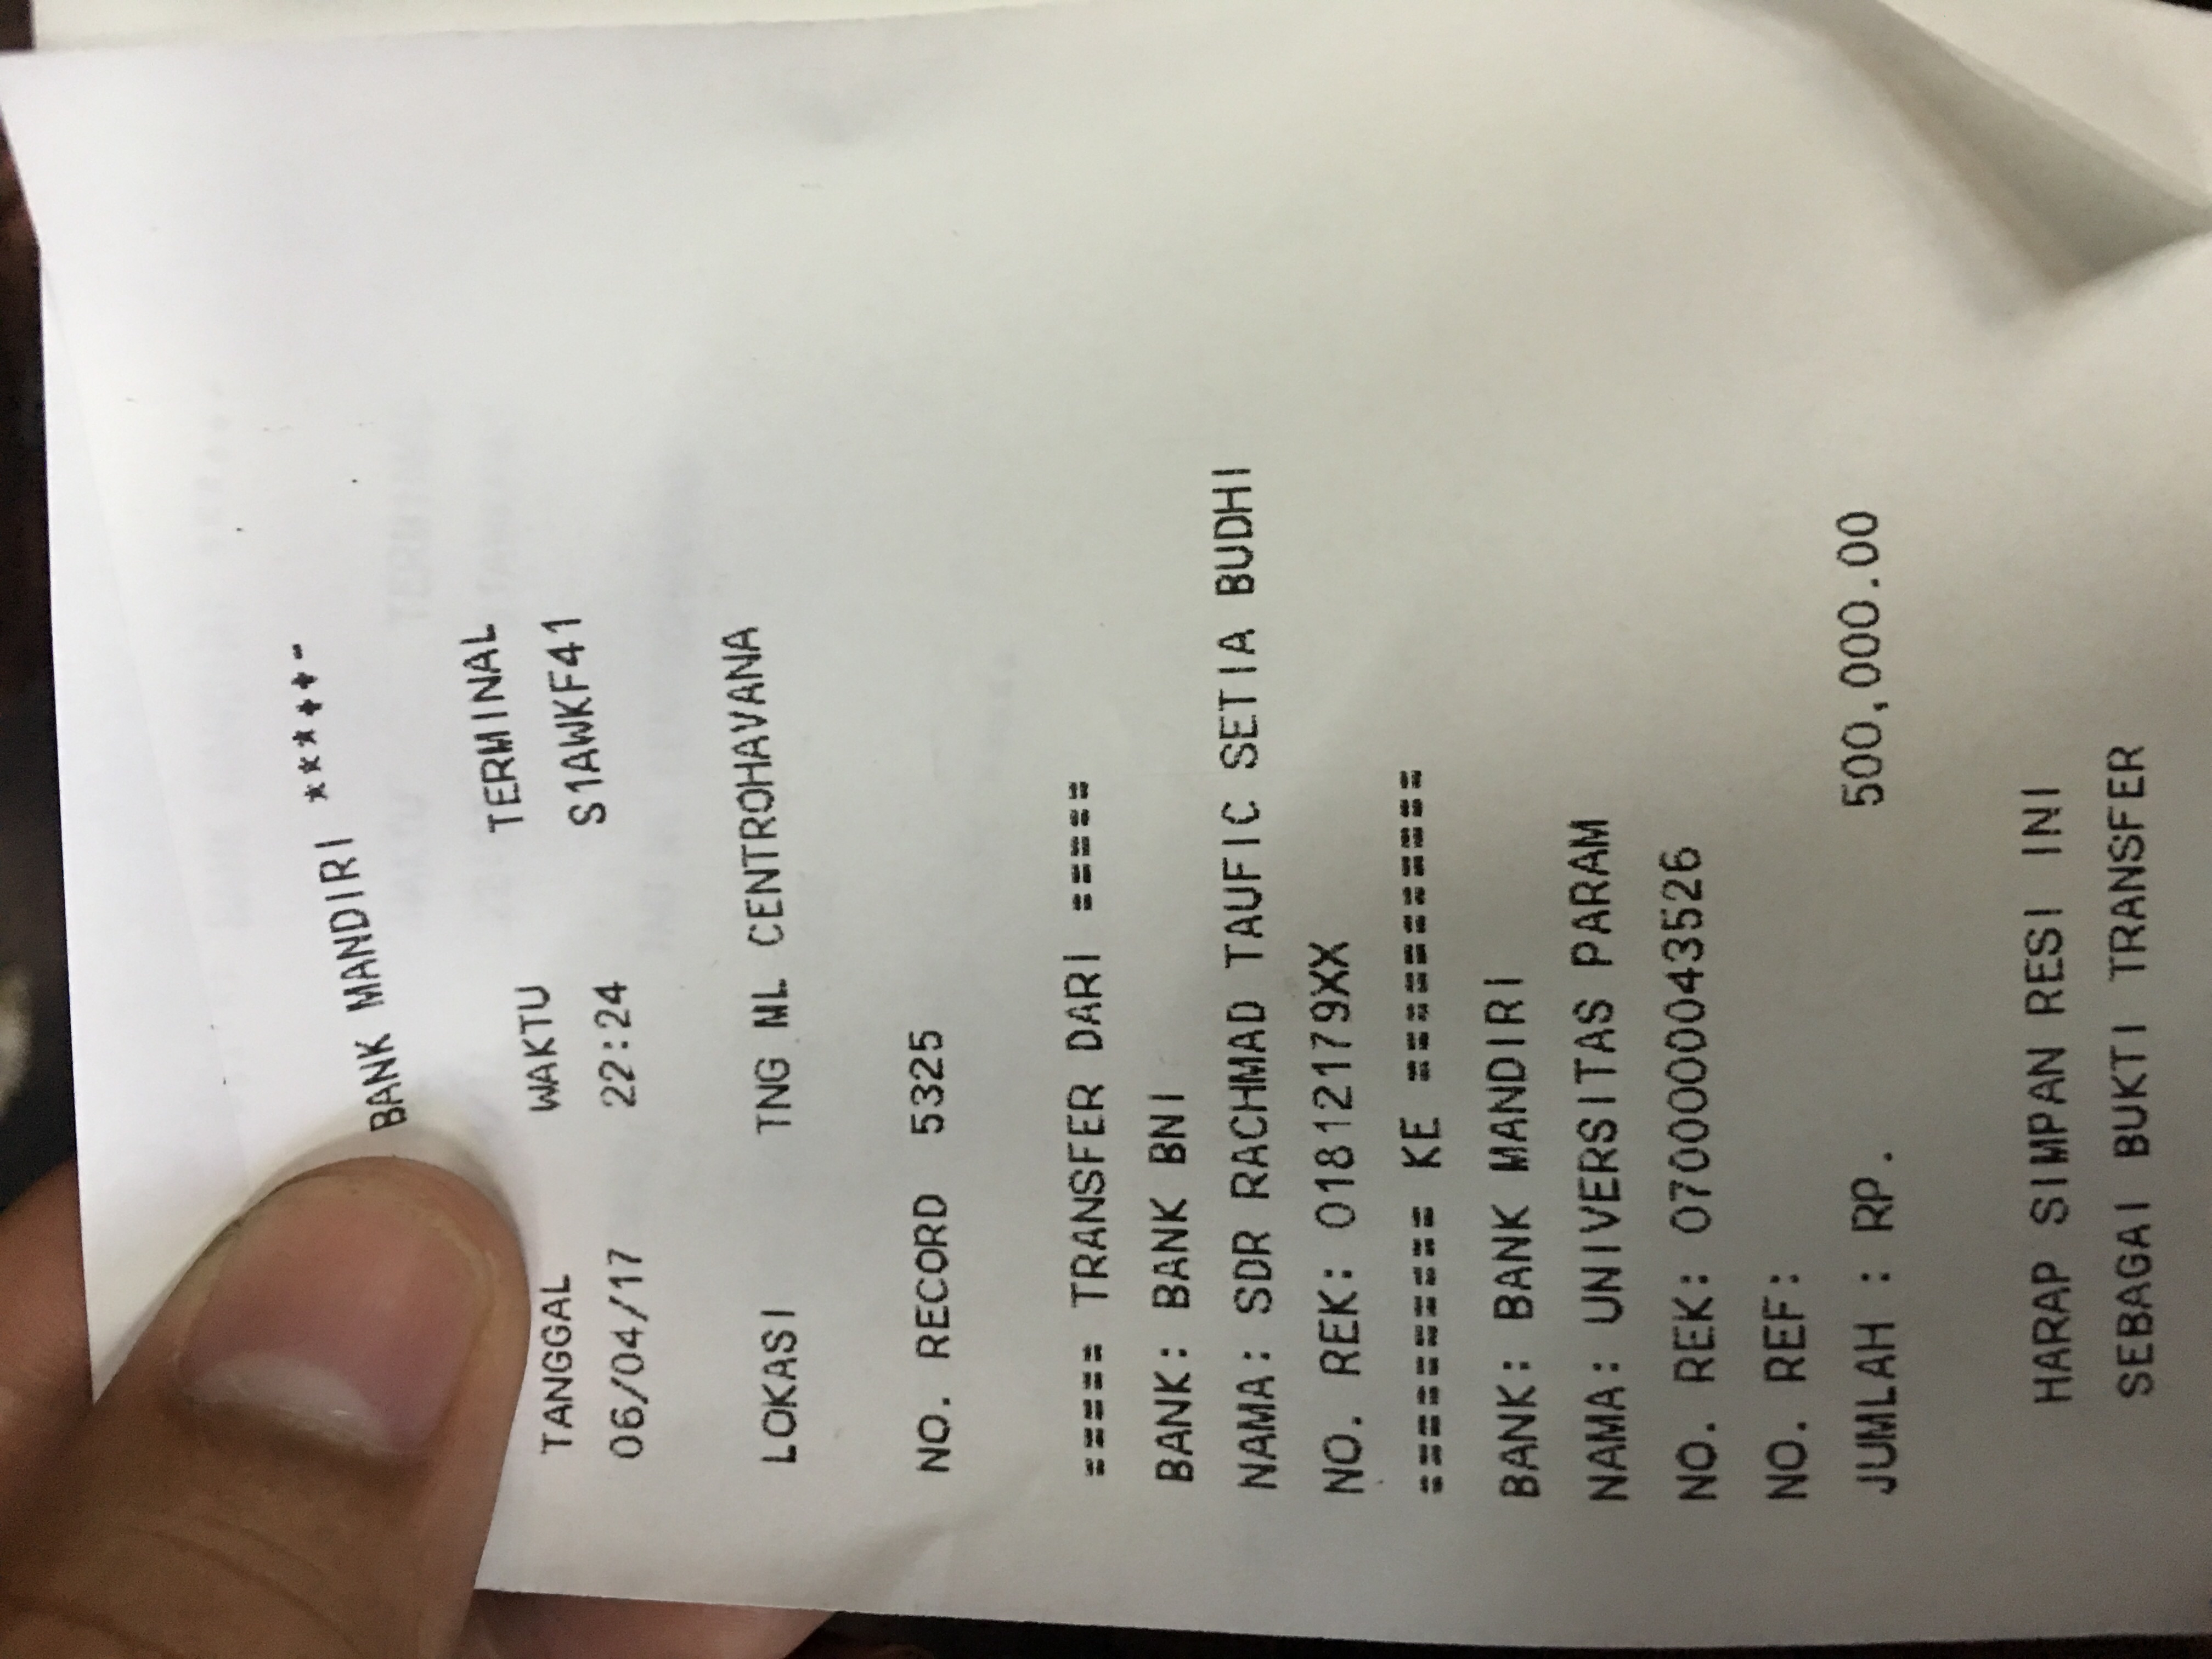 BANK MANDIRI ***++-
TANGGAL WAKTU TERMINAL
06/04/17 22:24 S1AWKF41
LOKASI TNG ML CENTROHAVANA
NO. RECORD 5325
===== TRANSFER DARI =====
BANK: BANK BNI
NAMA: SDR RACHMAD TAUFIC SETIA BUDHI
NO. REK: 01812179XX
========== KE ===========
BANK: BANK MANDIRI
NAMA: UNIVERSITAS PARAM
NO. REK: 0700000043526
NO. REF:
JUMLAH : RP. 500,000.00
HARAP SIMPAN RESI INI
SEBAGAI BUKTI TRANSFER